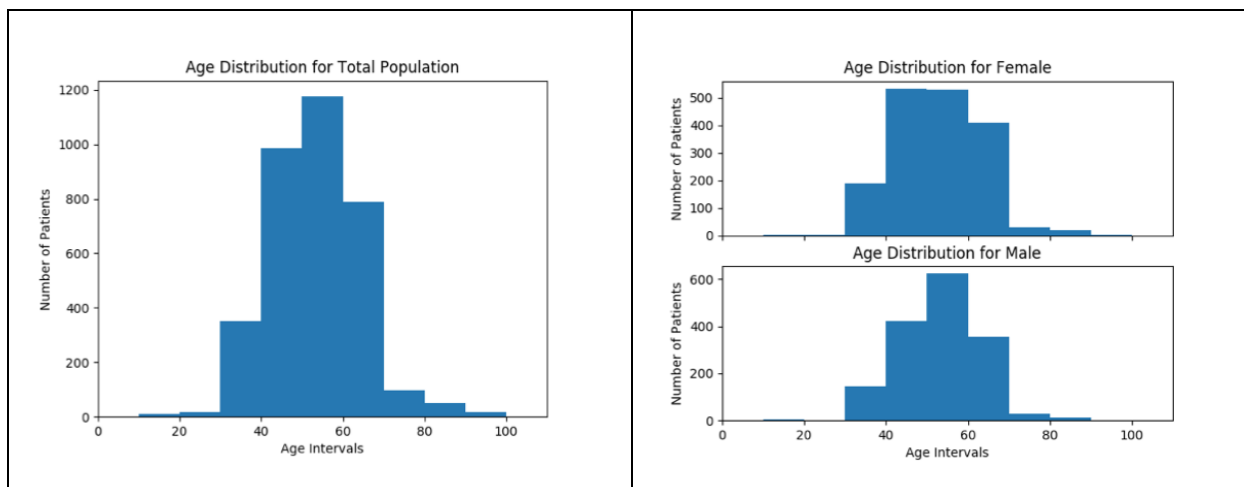 Age Distribution for Total Population
1200
1000
800
600
400
200
0
Number of Patients
0 20 40 60 80 100
Age Intervals
Age Distribution for Female
500
400
300
200
100
0
Number of Patients
Age Distribution for Male
600
400
200
0
Number of Patients
0 20 40 60 80 100
Age Intervals